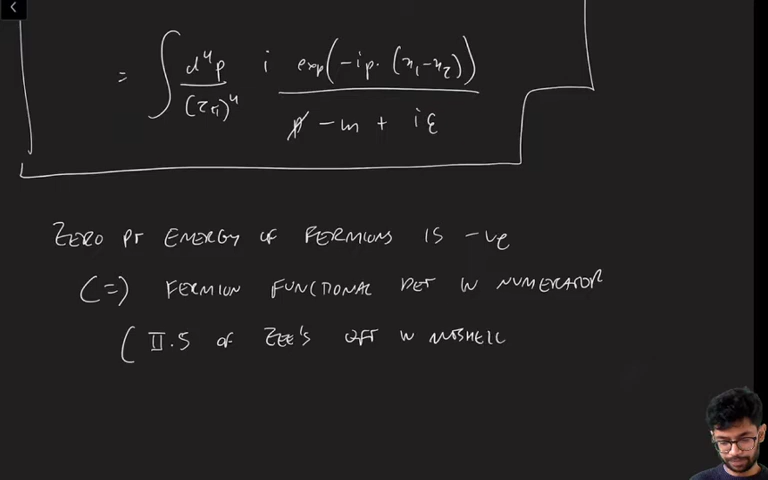 = ∫ d⁴p/(2π)⁴ i exp(-ip·(x₁-x₂)) / (p̸ - m + iε)
ZERO PT ENERGY OF FERMIONS IS -VE
(=) FERMION FUNCTIONAL DET IN NUMERATOR
( II.5 OF ZEE'S QFT IN NUTSHELL